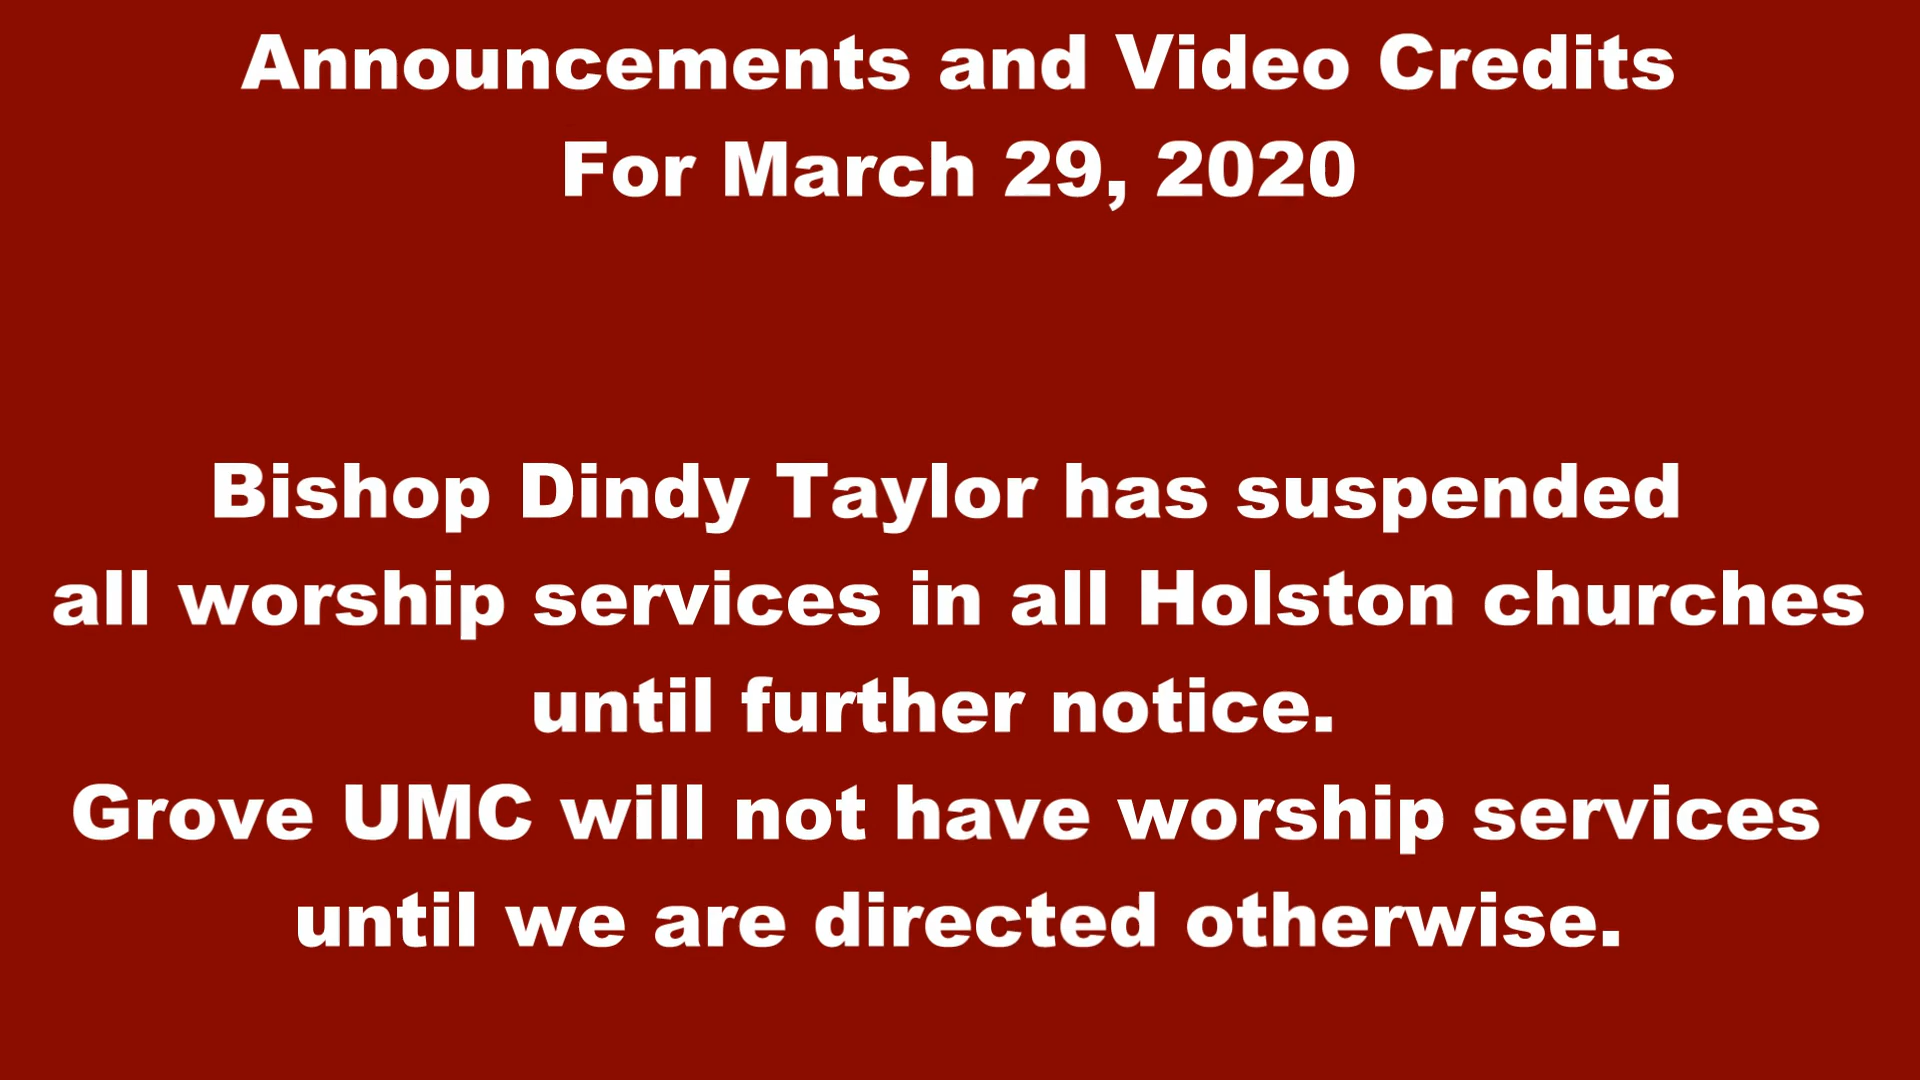 Announcements and Video Credits
For March 29, 2020
Bishop Dindy Taylor has suspended
all worship services in all Holston churches
until further notice.
Grove UMC will not have worship services
until we are directed otherwise.